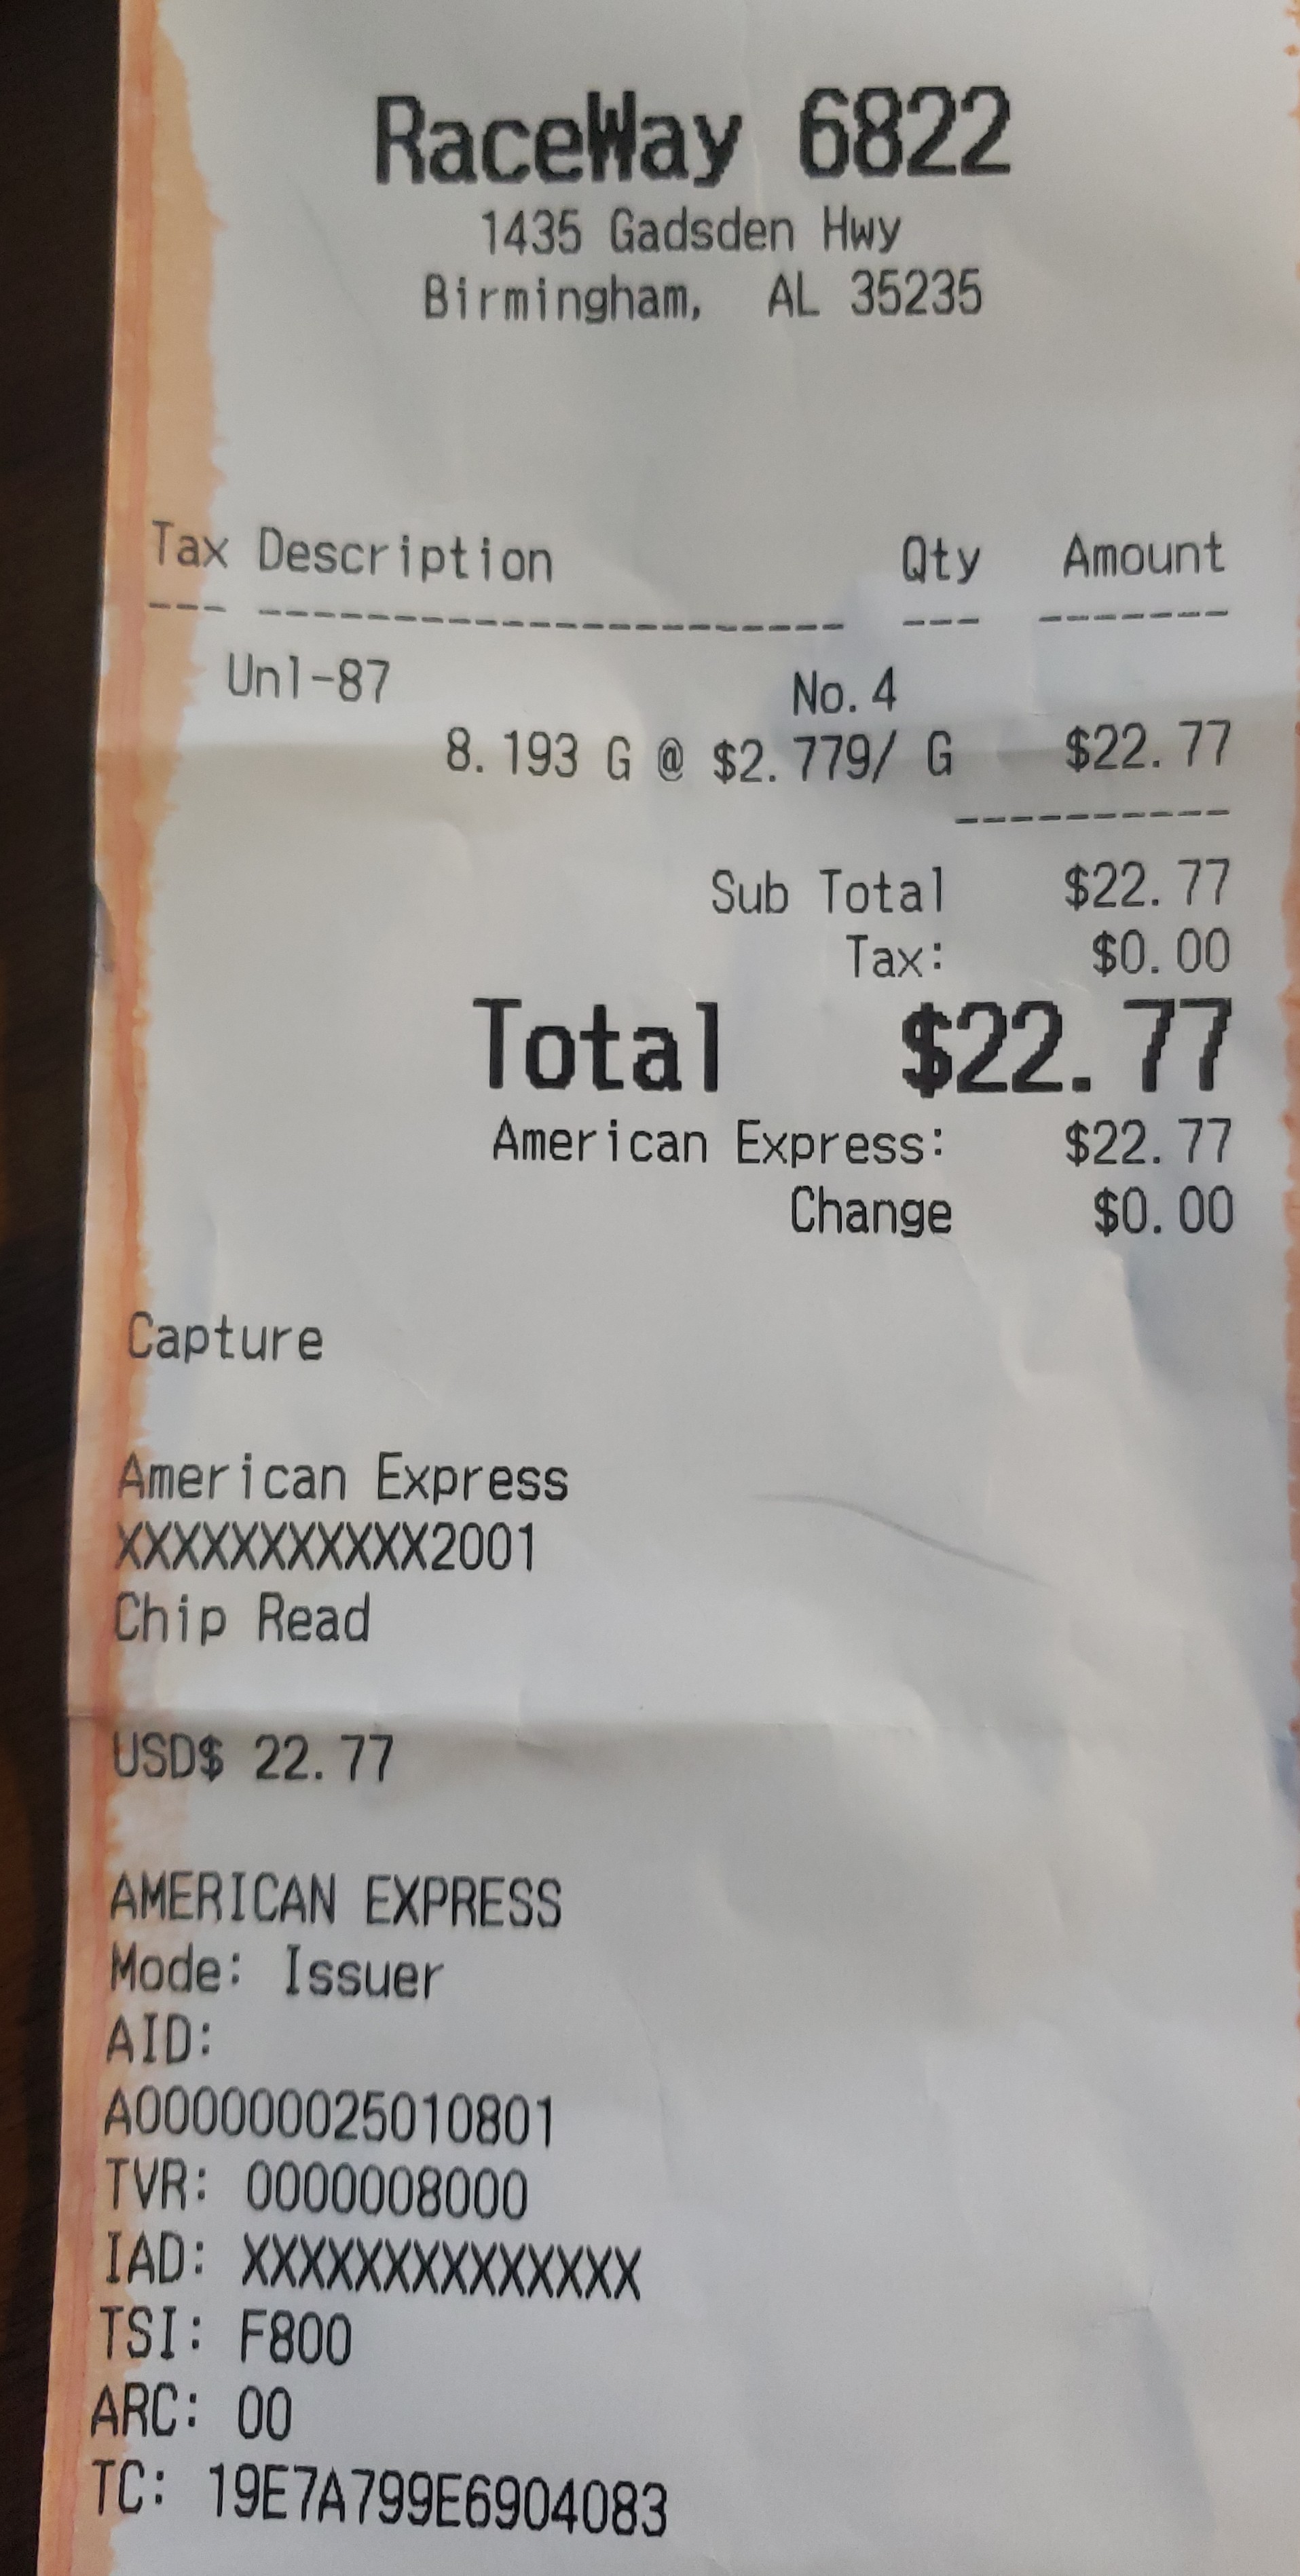 RaceWay 6822
1435 Gadsden Hwy
Birmingham, AL 35235
Tax Description Qty Amount
--- --------------------- --- -------
Unl-87 No.4
8.193 G @ $2.779/ G $22.77
----------
Sub Total $22.77
Tax: $0.00
Total $22.77
American Express: $22.77
Change $0.00
Capture
American Express
XXXXXXXXXXX2001
Chip Read
USD$ 22.77
AMERICAN EXPRESS
Mode: Issuer
AID:
A000000025010801
TVR: 0000008000
IAD: XXXXXXXXXXXXXX
TSI: F800
ARC: 00
TC: 19E7A799E6904083